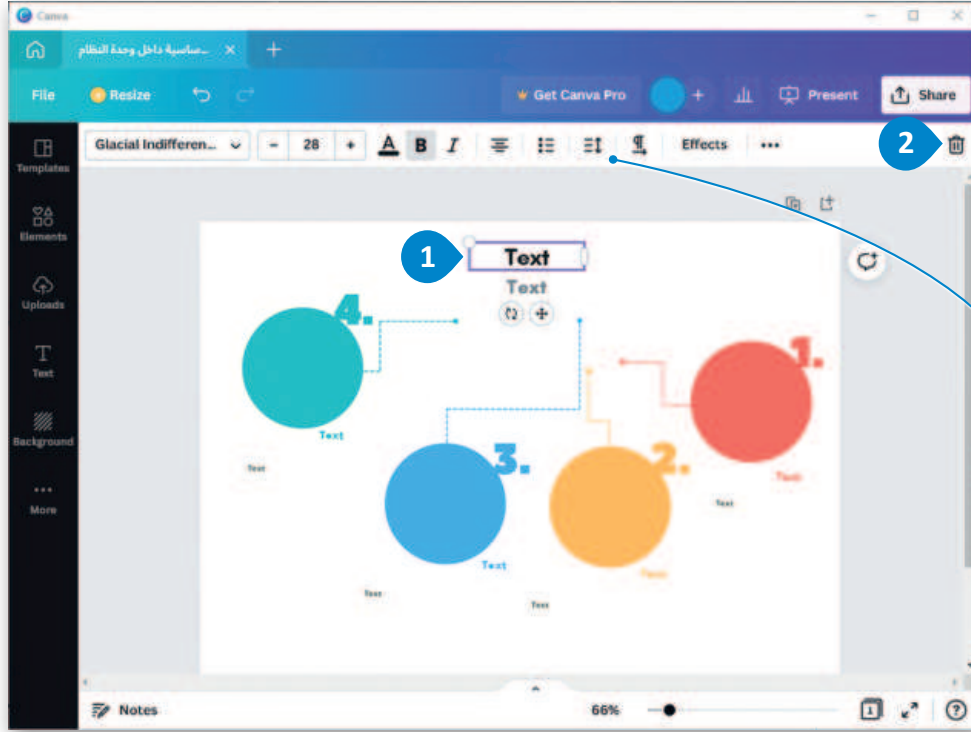 Canva
ـساسية داخل وحدة النظام...
File
Resize
Get Canva Pro
Present
Share
Glacial Indifferen...
- 28 +
A B I
Effects
...
2
Templates
Elements
Uploads
Text
Background
More
1
Text
Text
4.
1.
Text
Text
3.
2.
Text
Text
Text
Text
Text
Text
Notes
66%
1
?